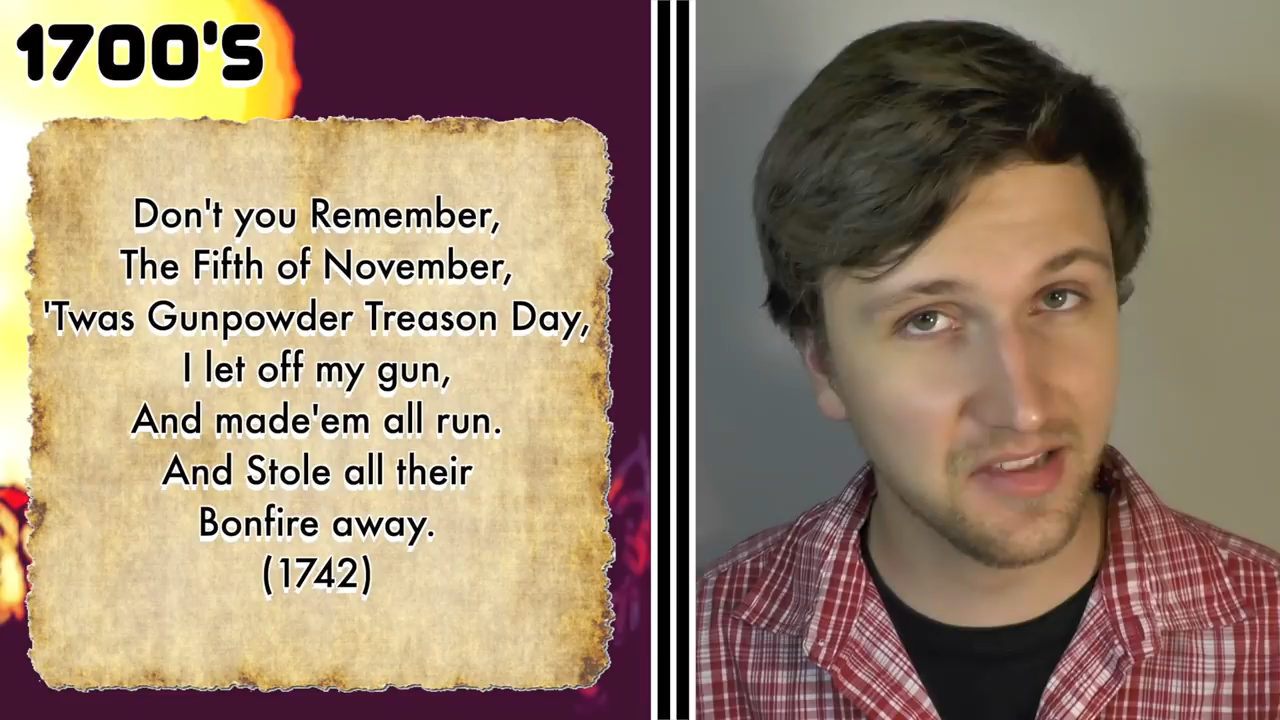 1700'S
Don't you Remember,
The Fifth of November,
'Twas Gunpowder Treason Day,
I let off my gun,
And made'em all run.
And Stole all their
Bonfire away.
(1742)